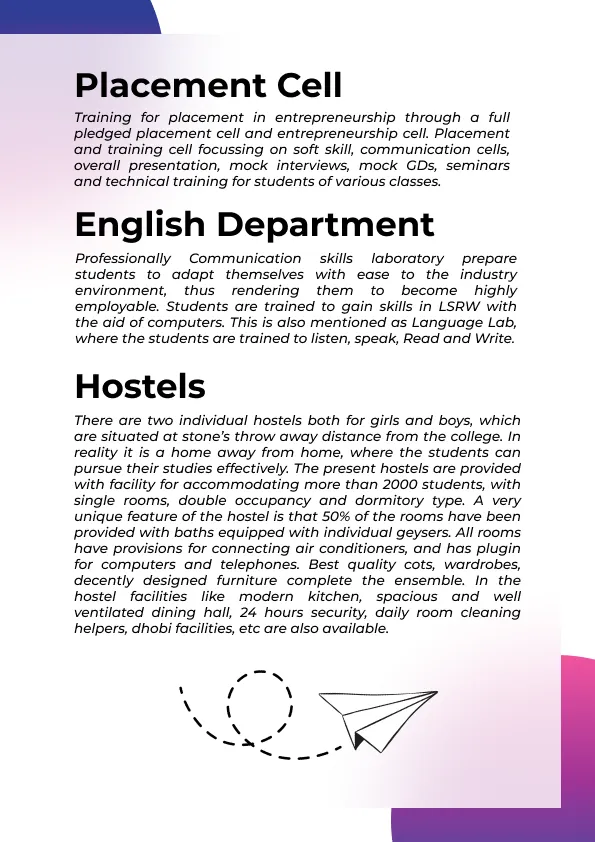 Placement Cell
Training for placement in entrepreneurship through a full
pledged placement cell and entrepreneurship cell. Placement
and training cell focussing on soft skill, communication cells,
overall presentation, mock interviews, mock GDs, seminars
and technical training for students of various classes.
English Department
Professionally Communication skills laboratory prepare
students to adapt themselves with ease to the industry
environment, thus rendering them to become highly
employable. Students are trained to gain skills in LSRW with
the aid of computers. This is also mentioned as Language Lab,
where the students are trained to listen, speak, Read and Write.
Hostels
There are two individual hostels both for girls and boys, which
are situated at stone's throw away distance from the college. In
reality it is a home away from home, where the students can
pursue their studies effectively. The present hostels are provided
with facility for accommodating more than 2000 students, with
single rooms, double occupancy and dormitory type. A very
unique feature of the hostel is that 50% of the rooms have been
provided with baths equipped with individual geysers. All rooms
have provisions for connecting air conditioners, and has plugin
for computers and telephones. Best quality cots, wardrobes,
decently designed furniture complete the ensemble. In the
hostel facilities like modern kitchen, spacious and well
ventilated dining hall, 24 hours security, daily room cleaning
helpers, dhobi facilities, etc are also available.